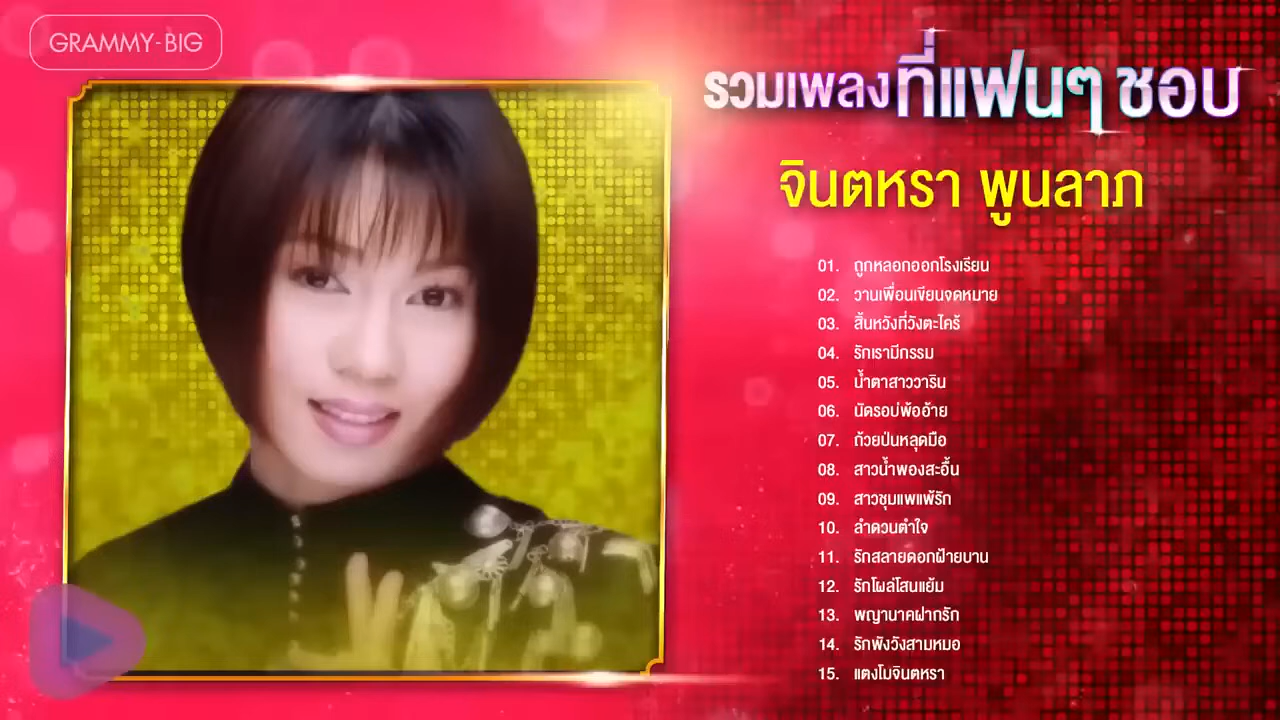 GRAMMY-BIG
รวมเพลงที่แฟนๆ ชอบ
จินตหรา พูนลาภ
01. ถูกหลอกออกโรงเรียน
02. วานเพื่อนเขียนจดหมาย
03. สิ้นหวังที่วังตะไคร้
04. รักเรามีกรรม
05. น้ำตาสาววาริน
06. นัดรอบ่พ้ออ้าย
07. ถ้วยป่นหลุดมือ
08. สาวน้ำพองสะอื้น
09. สาวชุมแพแพ้รัก
10. ลำดวนตำใจ
11. รักสลายดอกฝ้ายบาน
12. รักโผล่โสนแย้ม
13. พญานาคฝากรัก
14. รักพังวังสามหมอ
15. แตงโมจินตหรา